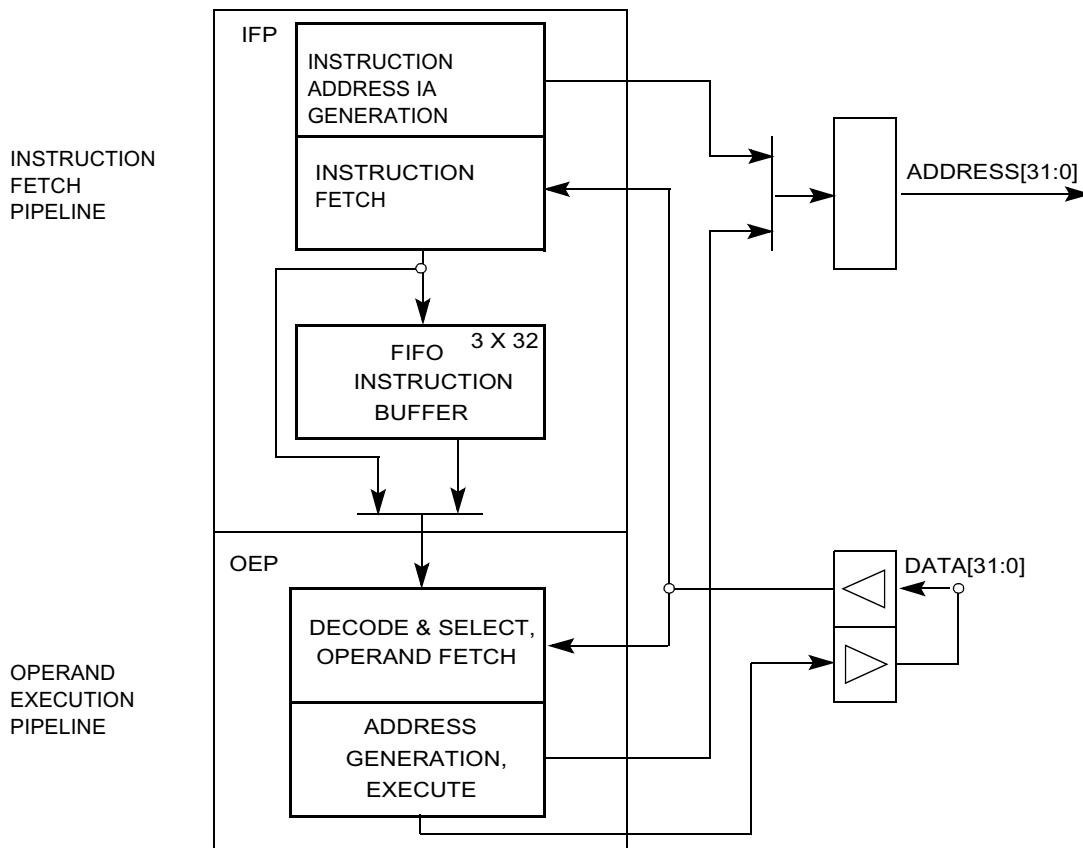 IFP
INSTRUCTION
ADDRESS IA
GENERATION
INSTRUCTION
FETCH
PIPELINE
INSTRUCTION
FETCH
ADDRESS[31:0]
3 X 32
FIFO
INSTRUCTION
BUFFER
OEP
DATA[31:0]
DECODE & SELECT,
OPERAND FETCH
OPERAND
EXECUTION
PIPELINE
ADDRESS
GENERATION,
EXECUTE